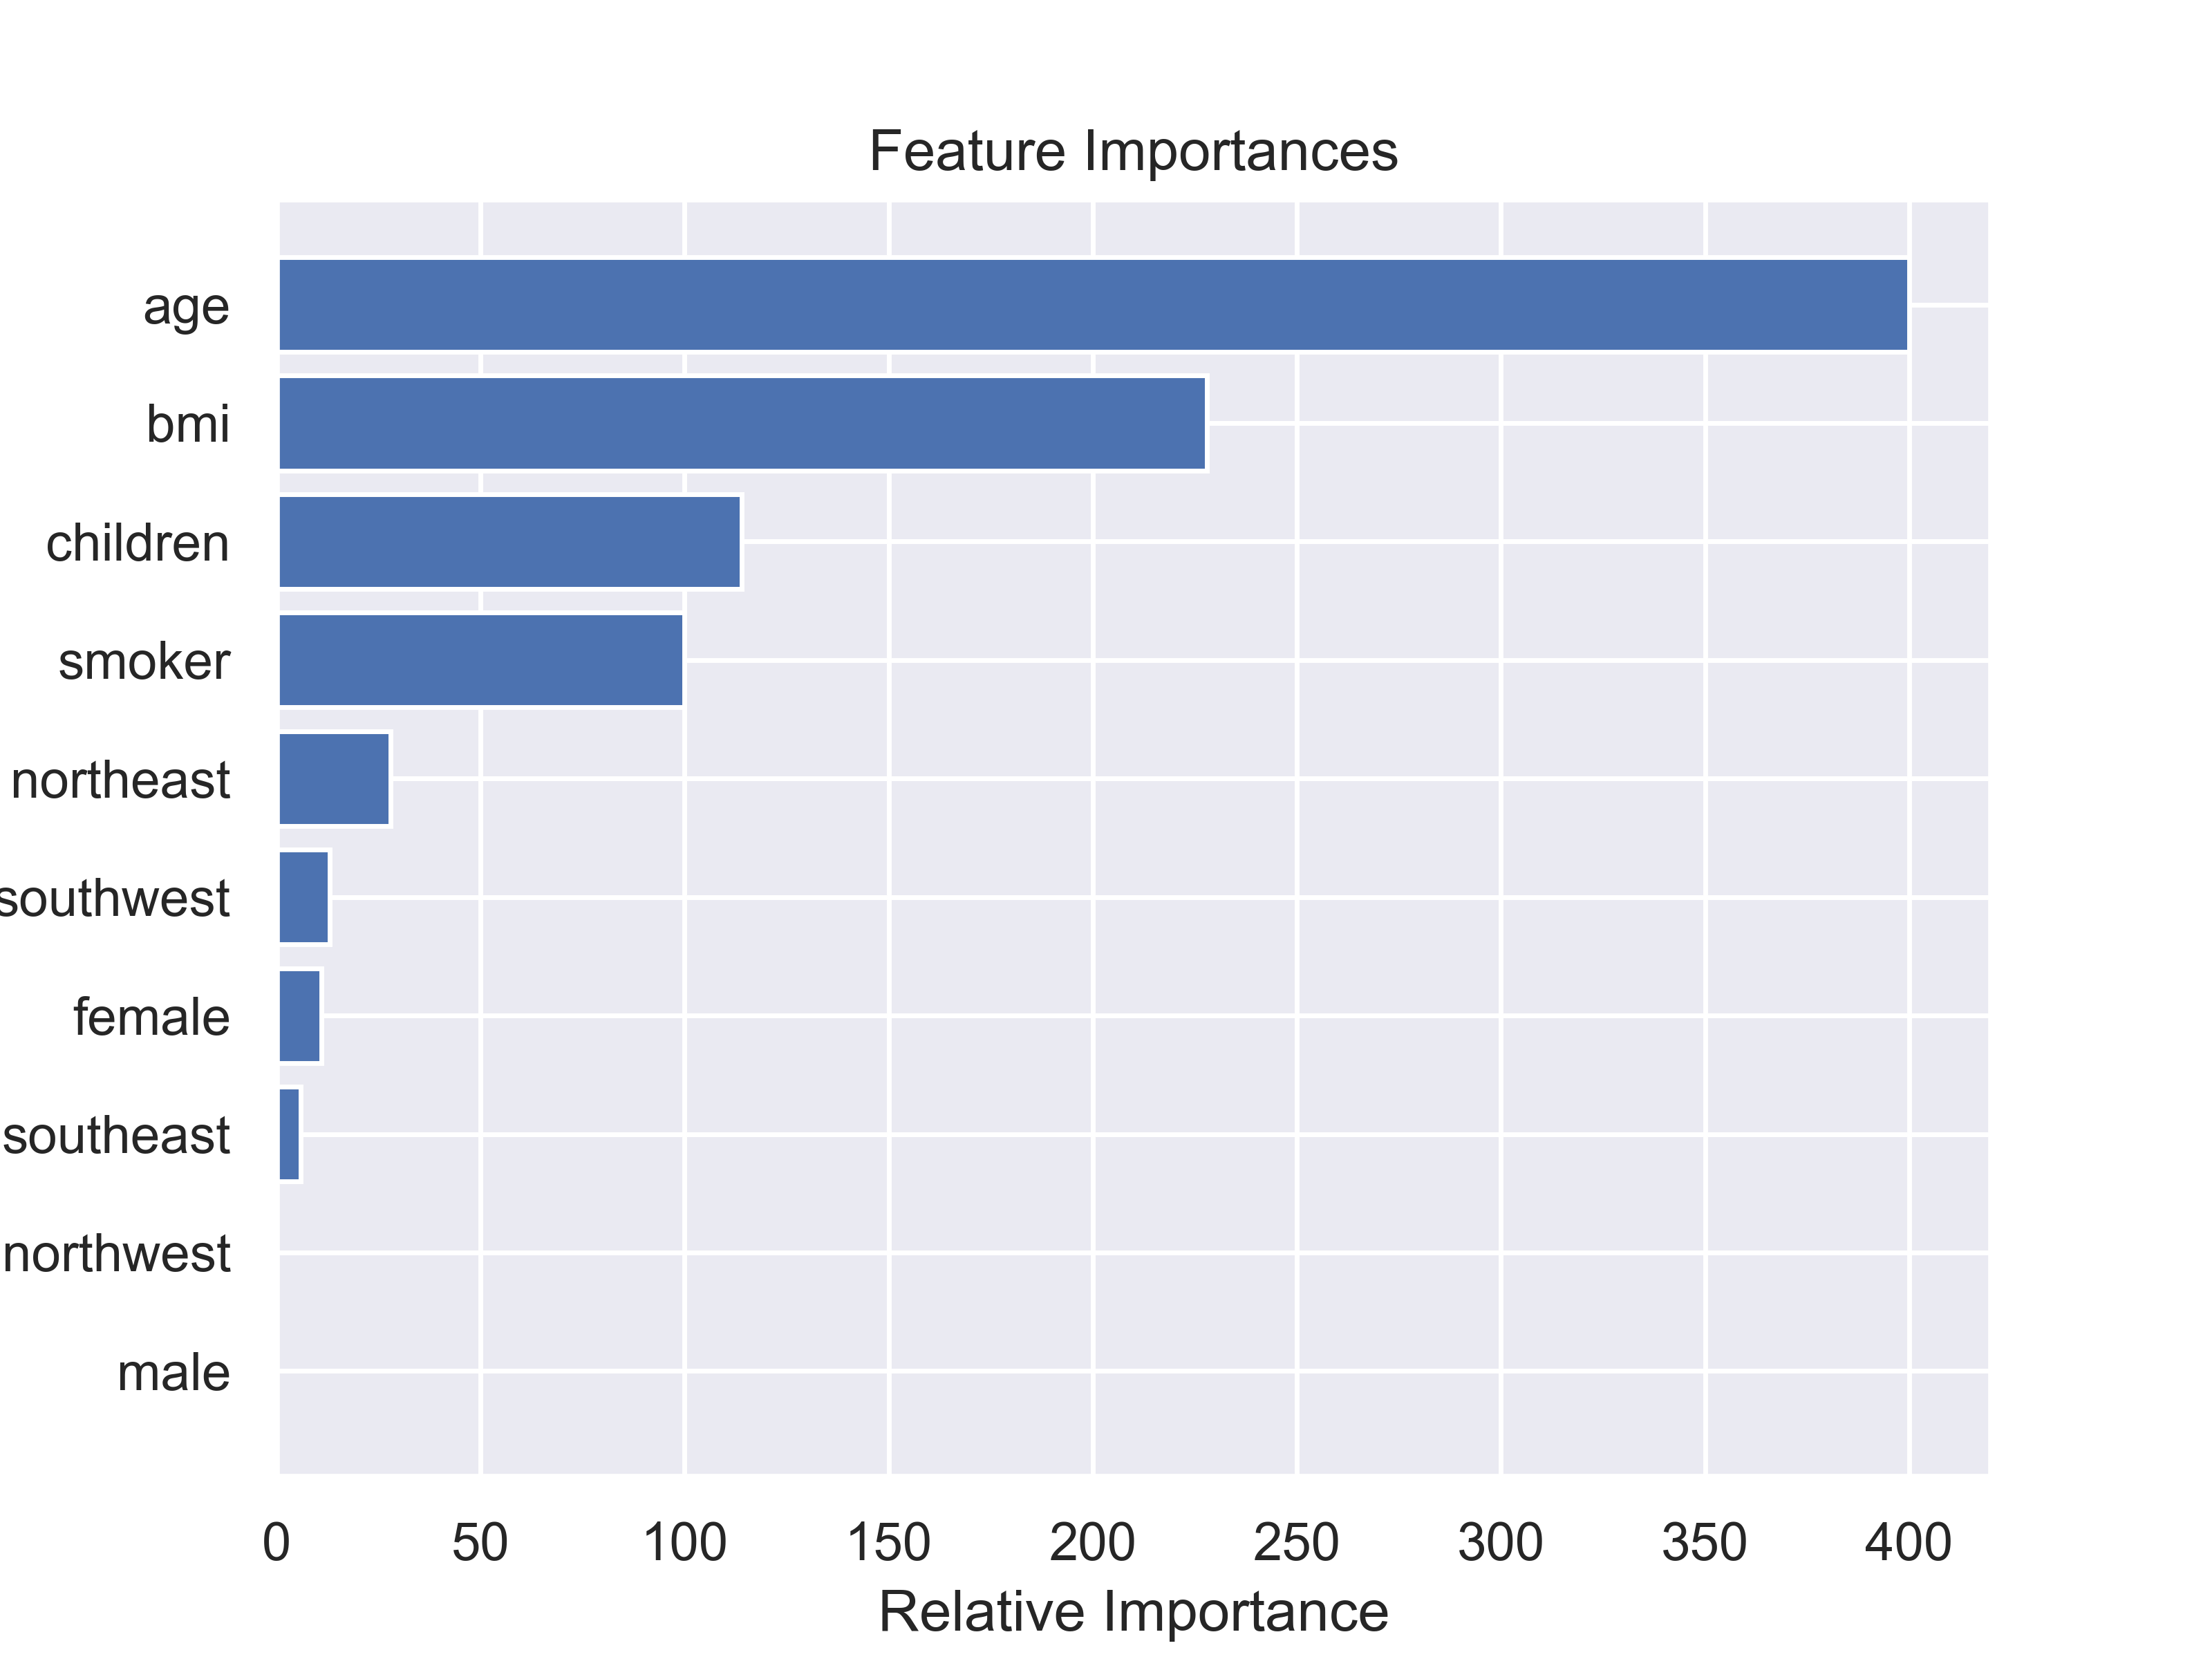 Feature Importances
age
bmi
children
smoker
northeast
southwest
female
southeast
northwest
male
0 50 100 150 200 250 300 350 400
Relative Importance